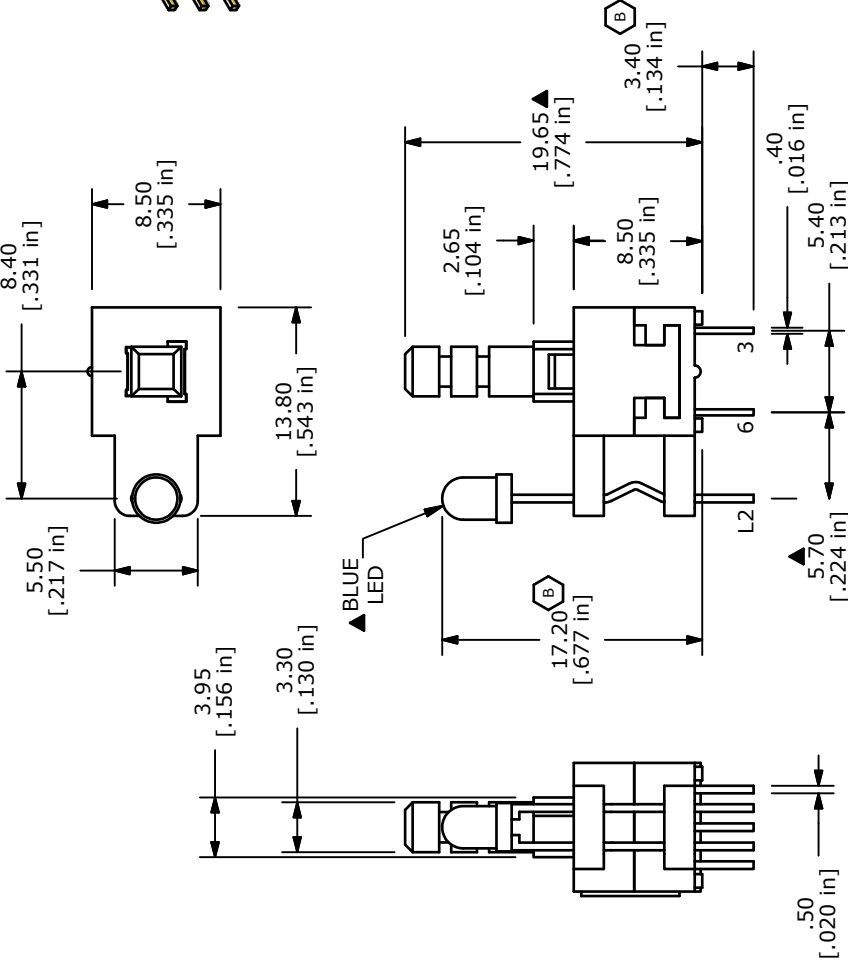 8.40
[.331 in]
8.50
[.335 in]
13.80
[.543 in]
5.50
[.217 in]
B
3.40
[.134 in]
19.65▲
[.774 in]
.40
[.016 in]
2.65
[.104 in]
8.50
[.335 in]
5.40
[.213 in]
3
6
L2
▲ BLUE
LED
B
17.20
[.677 in]
▲
5.70
[.224 in]
3.95
[.156 in]
3.30
[.130 in]
.50
[.020 in]